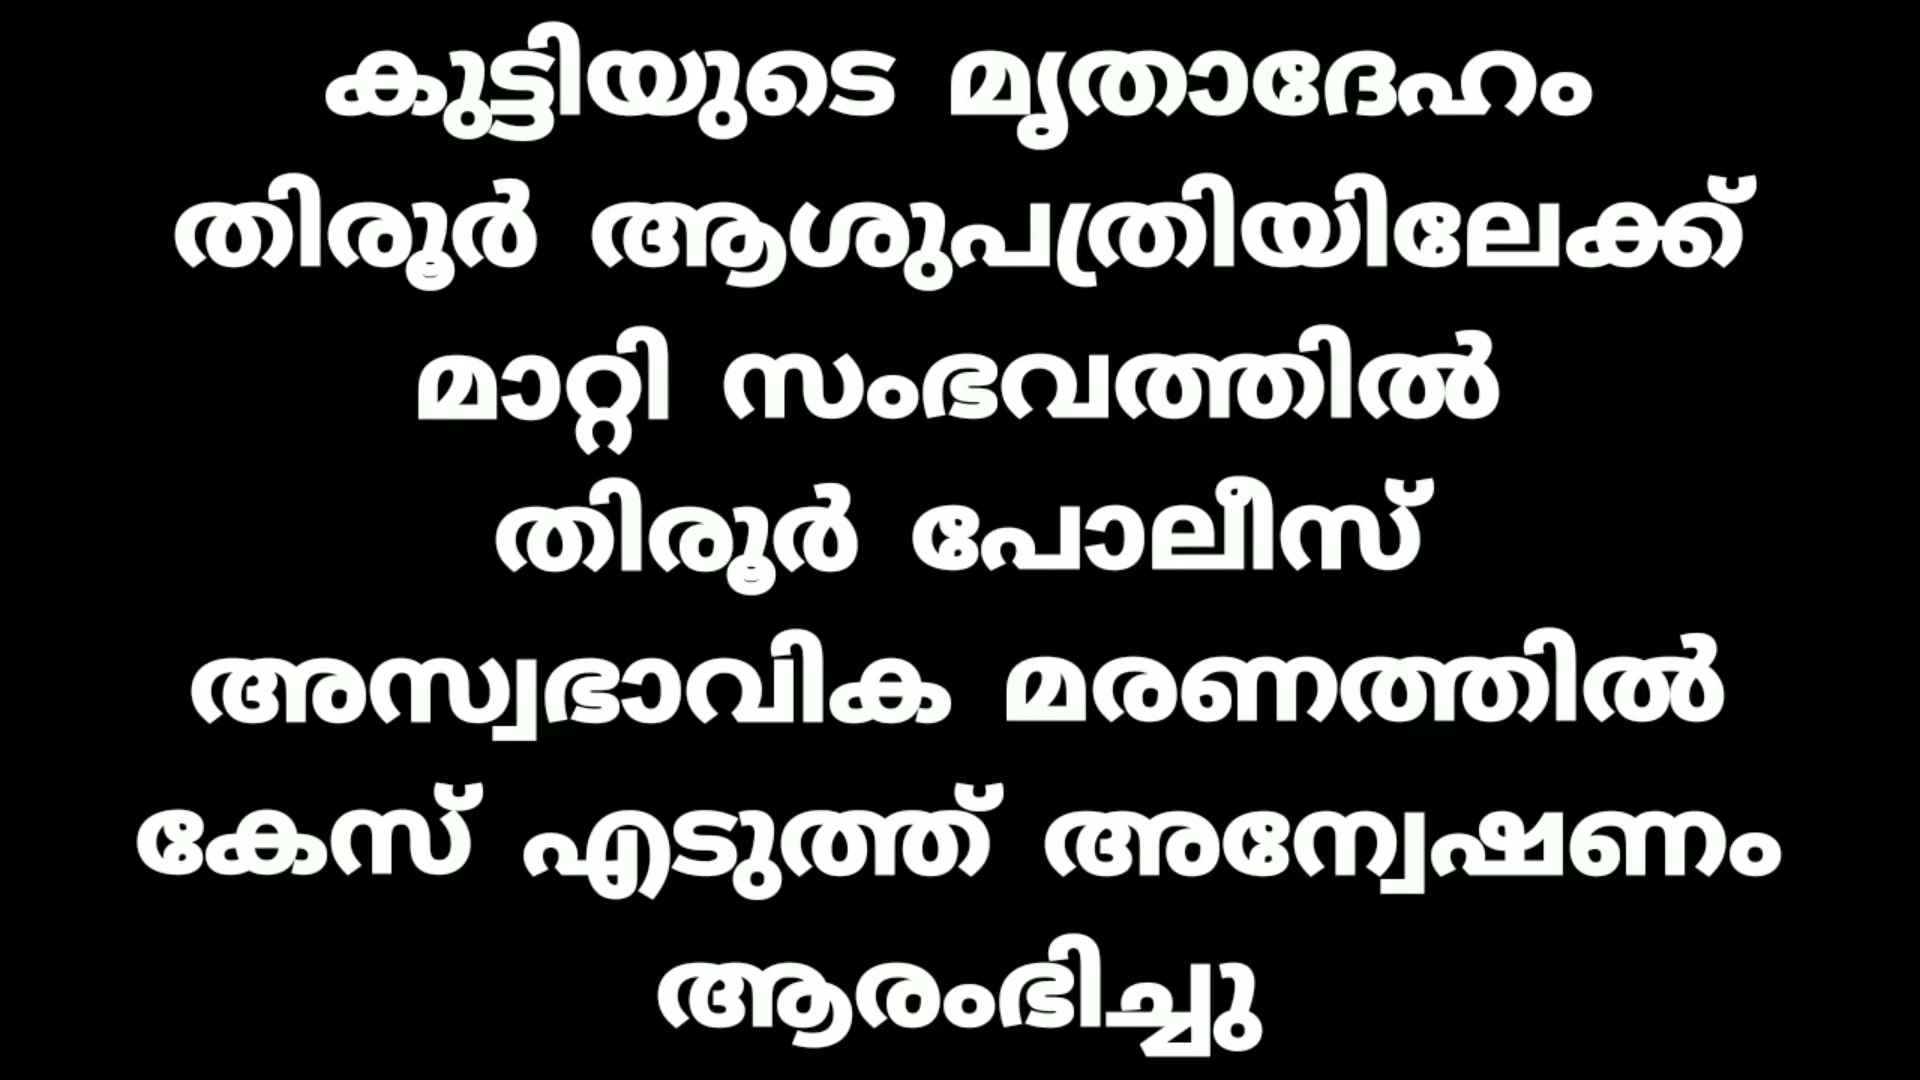 കുട്ടിയുടെ മൃതാദേഹം
തിരൂർ ആശുപത്രിയിലേക്ക്
മാറ്റി സംഭവത്തിൽ
തിരൂർ പോലീസ്
അസ്വഭാവിക മരണത്തിൽ
കേസ് എടുത്ത് അന്വേഷണം
ആരംഭിച്ചു